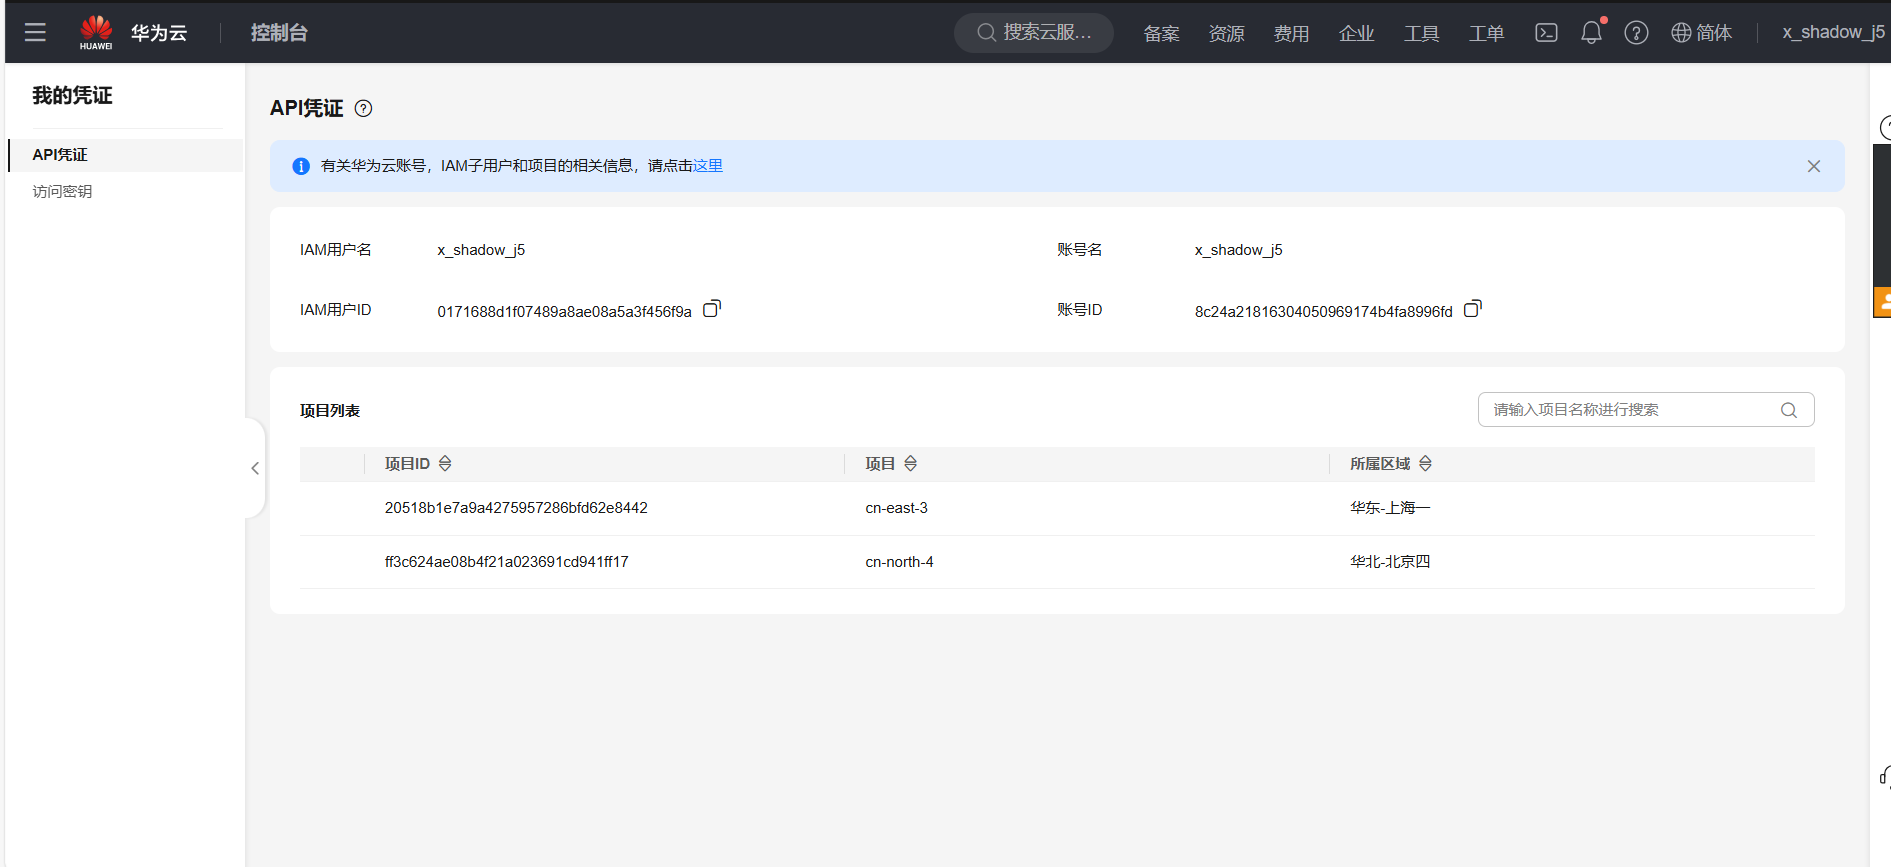 HUAWEI 华为云 控制台 搜索云服... 备案 资源 费用 企业 工具 工单 简体 x_shadow_j5
我的凭证
API凭证
访问密钥
API凭证
有关华为云账号，IAM子用户和项目的相关信息，请点击这里
IAM用户名 x_shadow_j5 账号名 x_shadow_j5
IAM用户ID 0171688d1f07489a8ae08a5a3f456f9a 账号ID 8c24a21816304050969174b4fa8996fd
项目列表 请输入项目名称进行搜索
项目ID 项目 所属区域
20518b1e7a9a4275957286bfd62e8442 cn-east-3 华东-上海一
ff3c624ae08b4f21a023691cd941ff17 cn-north-4 华北-北京四